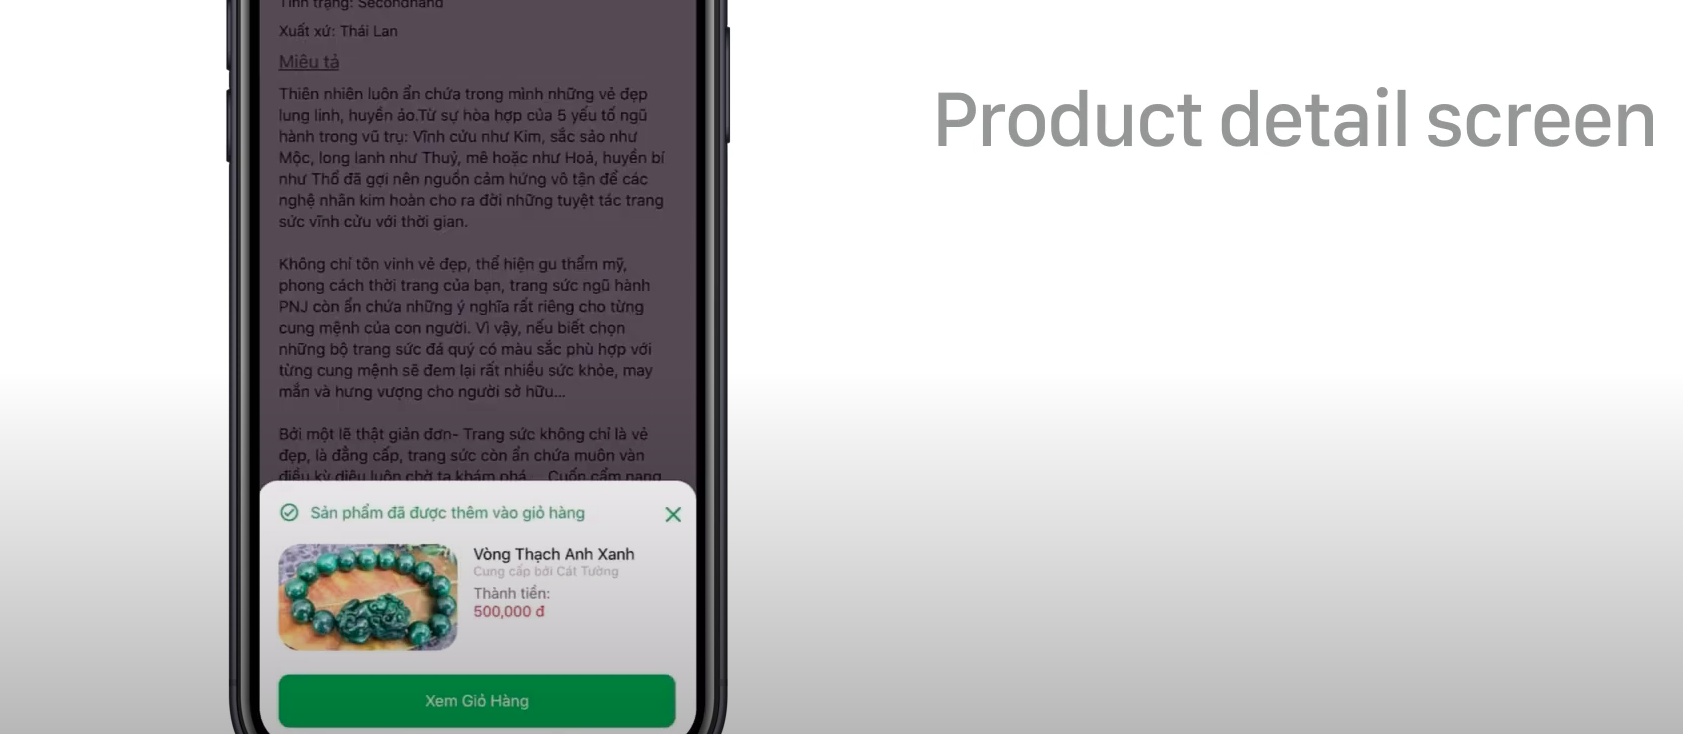 Tình trạng: Secondhand
Xuất xứ: Thái Lan
Miêu tả
Thiên nhiên luôn ẩn chứa trong mình những vẻ đẹp
lung linh, huyền ảo.Từ sự hòa hợp của 5 yếu tố ngũ
hành trong vũ trụ: Vĩnh cửu như Kim, sắc sảo như
Mộc, long lanh như Thuỷ, mê hoặc như Hoả, huyền bí
như Thổ đã gợi nên nguồn cảm hứng vô tận để các
nghệ nhân kim hoàn cho ra đời những tuyệt tác trang
sức vĩnh cửu với thời gian.
Không chỉ tôn vinh vẻ đẹp, thể hiện gu thẩm mỹ,
phong cách thời trang của bạn, trang sức ngũ hành
PNJ còn ẩn chứa những ý nghĩa rất riêng cho từng
cung mệnh của con người. Vì vậy, nếu biết chọn
những bộ trang sức đá quý có màu sắc phù hợp với
từng cung mệnh sẽ đem lại rất nhiều sức khỏe, may
mắn và hưng vượng cho người sở hữu...
Bởi một lẽ thật giản đơn- Trang sức không chỉ là vẻ
đẹp, là đẳng cấp, trang sức còn ẩn chứa muôn vàn
điều kỳ diệu luôn chờ ta khám phá.... Cuốn cẩm nang
Sản phẩm đã được thêm vào giỏ hàng
Vòng Thạch Anh Xanh
Cung cấp bởi Cát Tường
Thành tiền:
500,000 đ
Xem Giỏ Hàng
Product detail screen